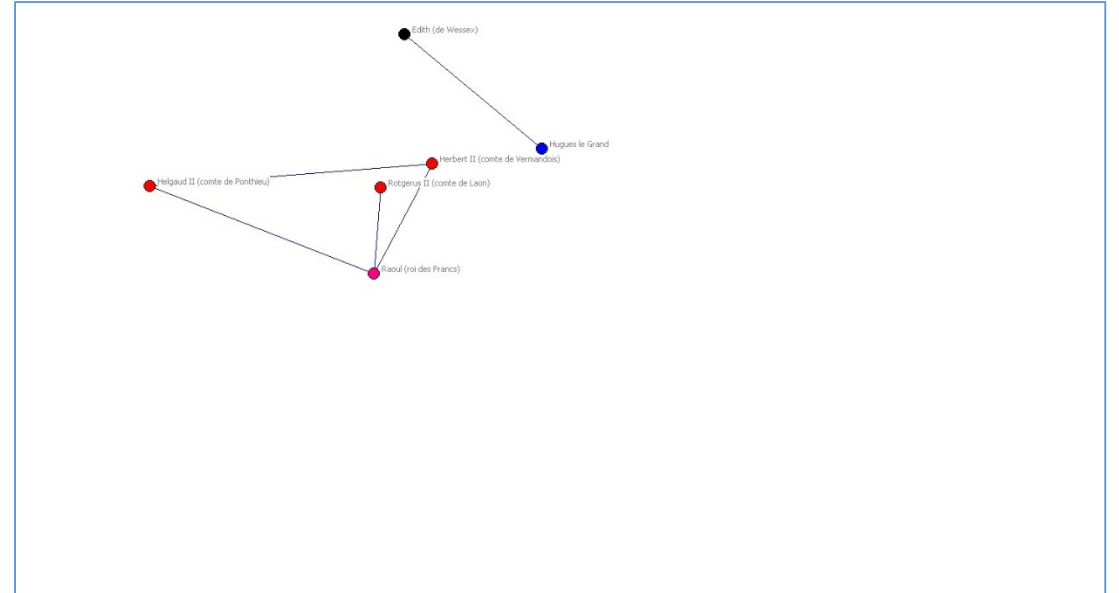 Edith (de Wessex)
Hugues le Grand
Herbert II (comte de Vermandois)
Helgaud II (comte de Ponthieu)
Rotgerus II (comte de Laon)
Raoul (roi des Francs)